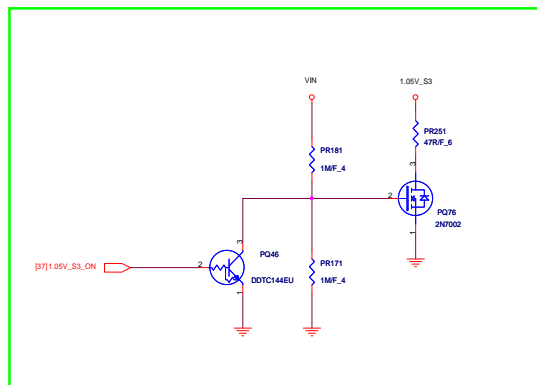 VIN
1.05V_S3
PR251
47R/F_6
PR181
1M/F_4
3
2
PQ76
2N7002
1
3
PQ46
[37]1.05V_S3_ON
2
PR171
DDTC144EU
1M/F_4
1